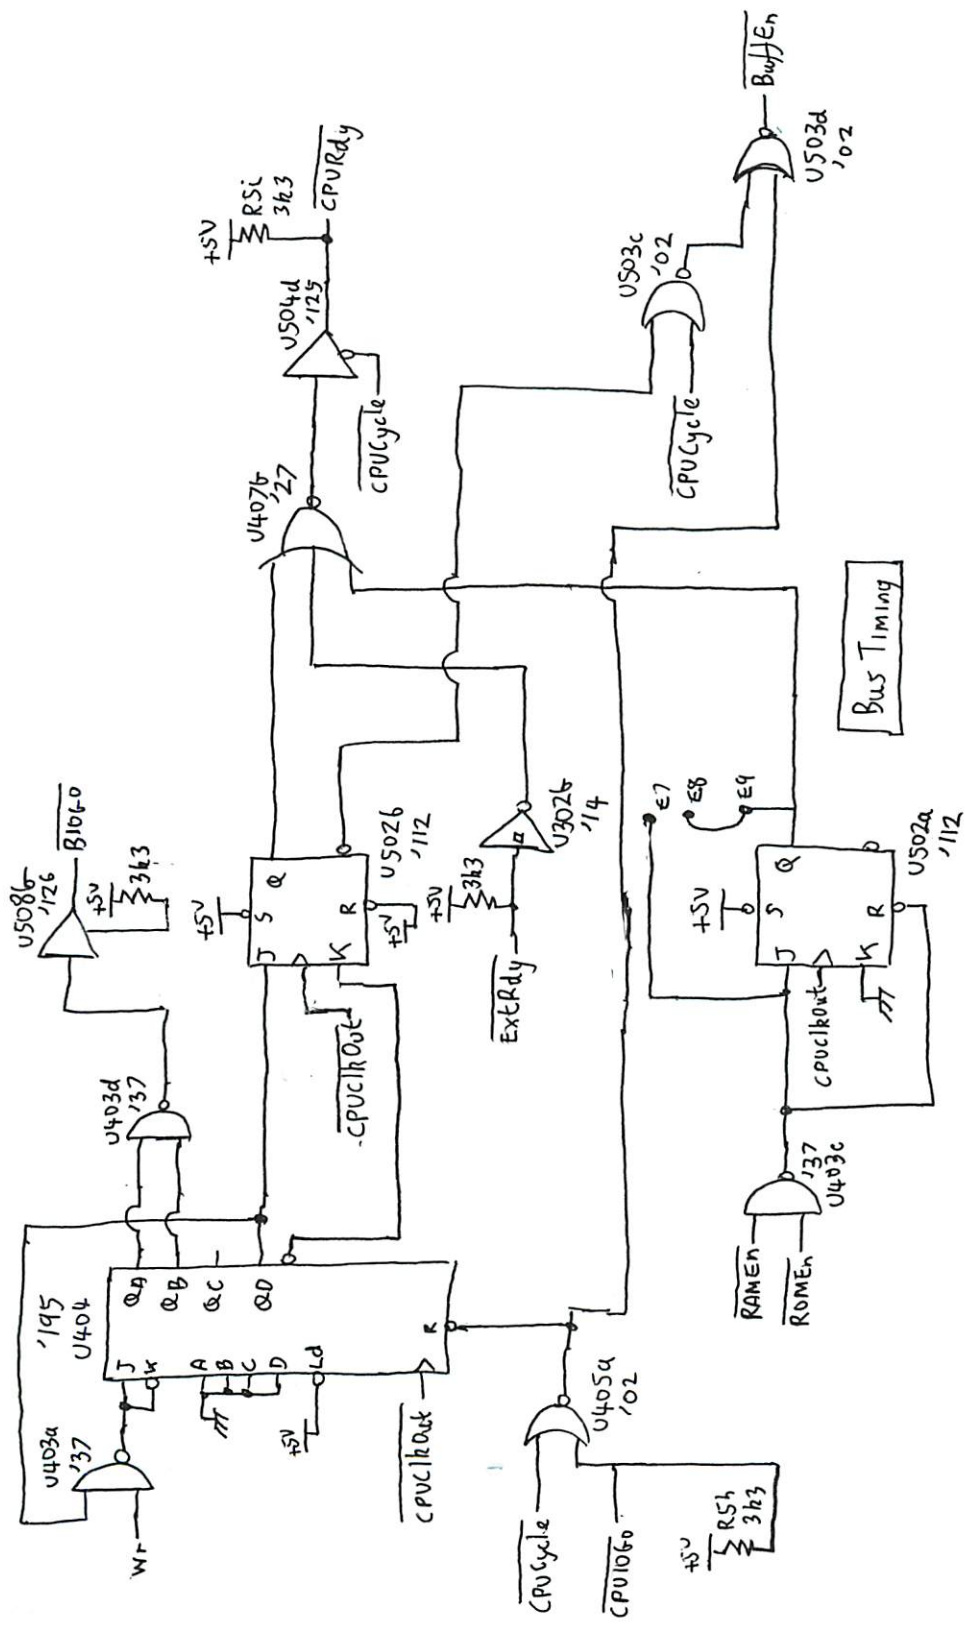 Wr
U403a
'37
'195
U404
J
K
A
B
C
D
Ld
+5V
QA
QB
QC
QD
R
CPUClkOut
U403d
'37
U508b
'126
BIOGO
+5V
3k3
+5V
J
S
Q
K
R
+5V
U502b
'112
CPUClkOut
U407b
'27
U504d
'125
CPUCycle
+5V
R5i
3k3
CPURdy
ExtRdy
+5V
3k3
U302b
'14
CPUCycle
U503c
'02
U503d
'02
BuffEn
CPUCycle
CPUIOGo
U405a
'02
+5V
R5h
3k3
RAMEn
ROMEn
'37
U403c
CPUClkOut
J
S
Q
K
R
+5V
U502a
'112
E7
E8
E9
Bus Timing